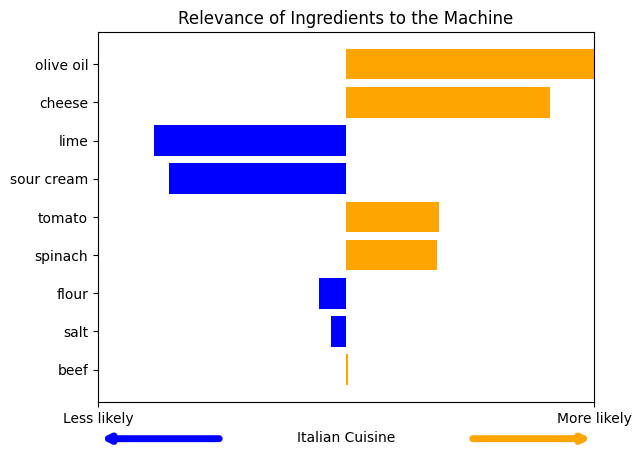 Relevance of Ingredients to the Machine
olive oil
cheese
lime
sour cream
tomato
spinach
flour
salt
beef
Less likely
More likely
Italian Cuisine